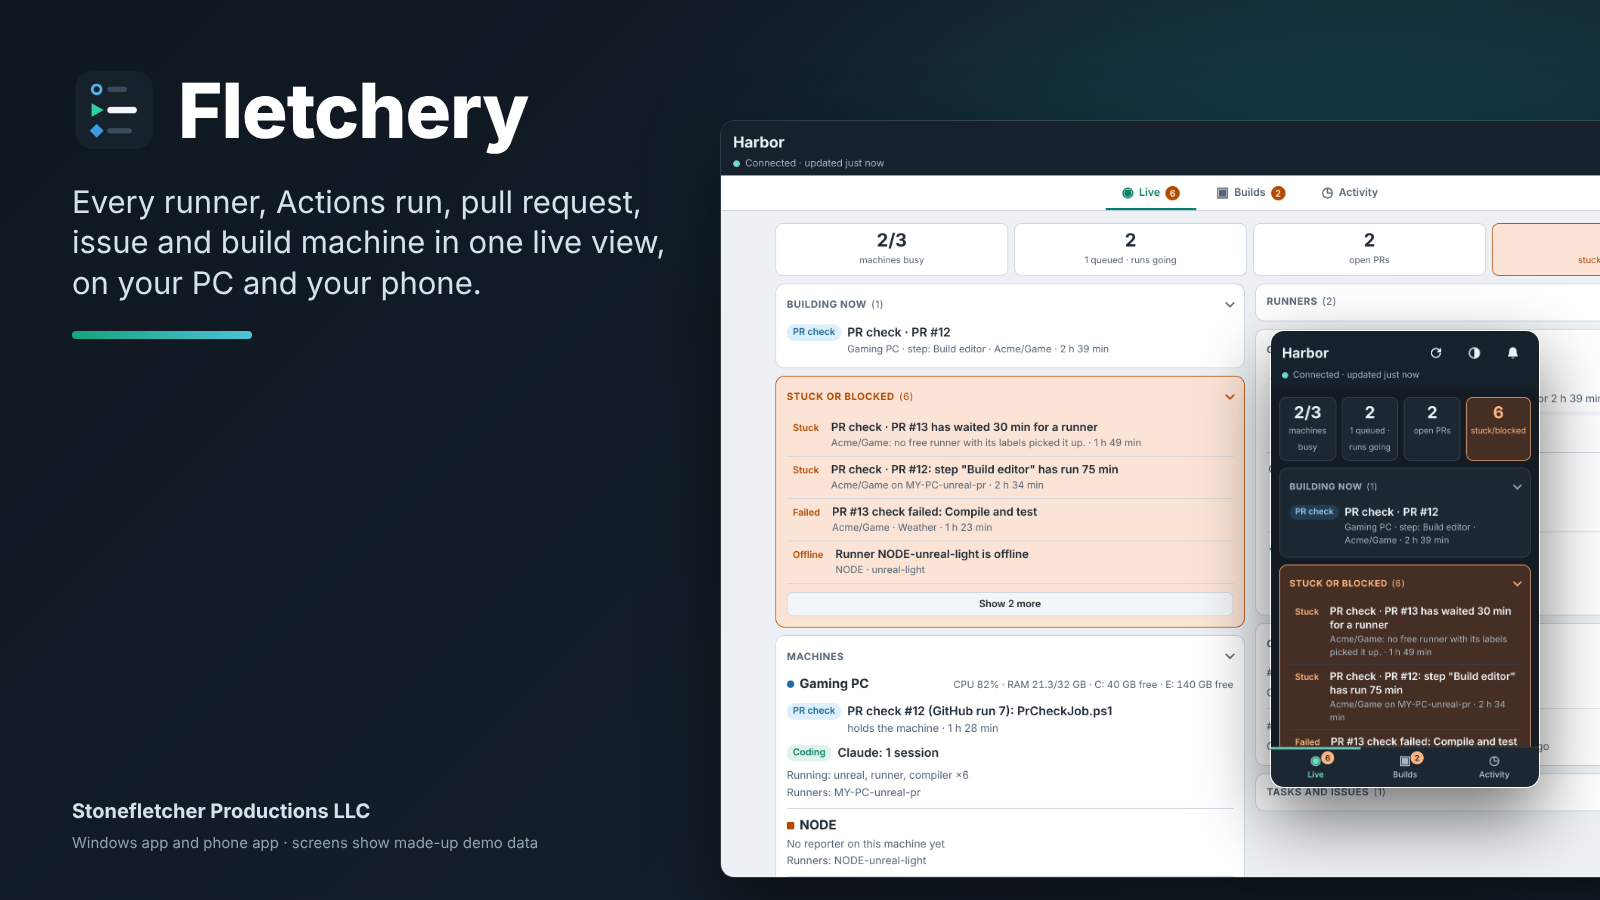 Fletchery
Every runner, Actions run, pull request,
issue and build machine in one live view,
on your PC and your phone.
Stonefletcher Productions LLC
Windows app and phone app · screens show made-up demo data
Harbor
Connected · updated just now
Live 6
Builds 2
Activity
2/3
machines busy
2
1 queued · runs going
2
open PRs
BUILDING NOW (1)
PR check PR check · PR #12
Gaming PC · step: Build editor · Acme/Game · 2 h 39 min
STUCK OR BLOCKED (6)
Stuck PR check · PR #13 has waited 30 min for a runner
Acme/Game: no free runner with its labels picked it up. · 1 h 49 min
Stuck PR check · PR #12: step "Build editor" has run 75 min
Acme/Game on MY-PC-unreal-pr · 2 h 34 min
Failed PR #13 check failed: Compile and test
Acme/Game · Weather · 1 h 23 min
Offline Runner NODE-unreal-light is offline
NODE · unreal-light
Show 2 more
MACHINES
Gaming PC CPU 82% · RAM 21.3/32 GB · C: 40 GB free · E: 140 GB free
PR check PR check #12 (GitHub run 7): PrCheckJob.ps1
holds the machine · 1 h 28 min
Coding Claude: 1 session
Running: unreal, runner, compiler ×6
Runners: MY-PC-unreal-pr
NODE
No reporter on this machine yet
Runners: NODE-unreal-light
RUNNERS (2)
TASKS AND ISSUES (1)
Harbor
Connected · updated just now
2/3
machines
busy
2
1 queued ·
runs going
2
open PRs
6
stuck/blocked
BUILDING NOW (1)
PR check PR check · PR #12
Gaming PC · step: Build editor ·
Acme/Game · 2 h 39 min
STUCK OR BLOCKED (6)
Stuck PR check · PR #13 has waited 30 min
for a runner
Acme/Game: no free runner with its labels
picked it up. · 1 h 49 min
Stuck PR check · PR #12: step "Build editor"
has run 75 min
Acme/Game on MY-PC-unreal-pr · 2 h 34
min
Failed PR #13 check failed: Compile and test
Live 6
Builds 2
Activity